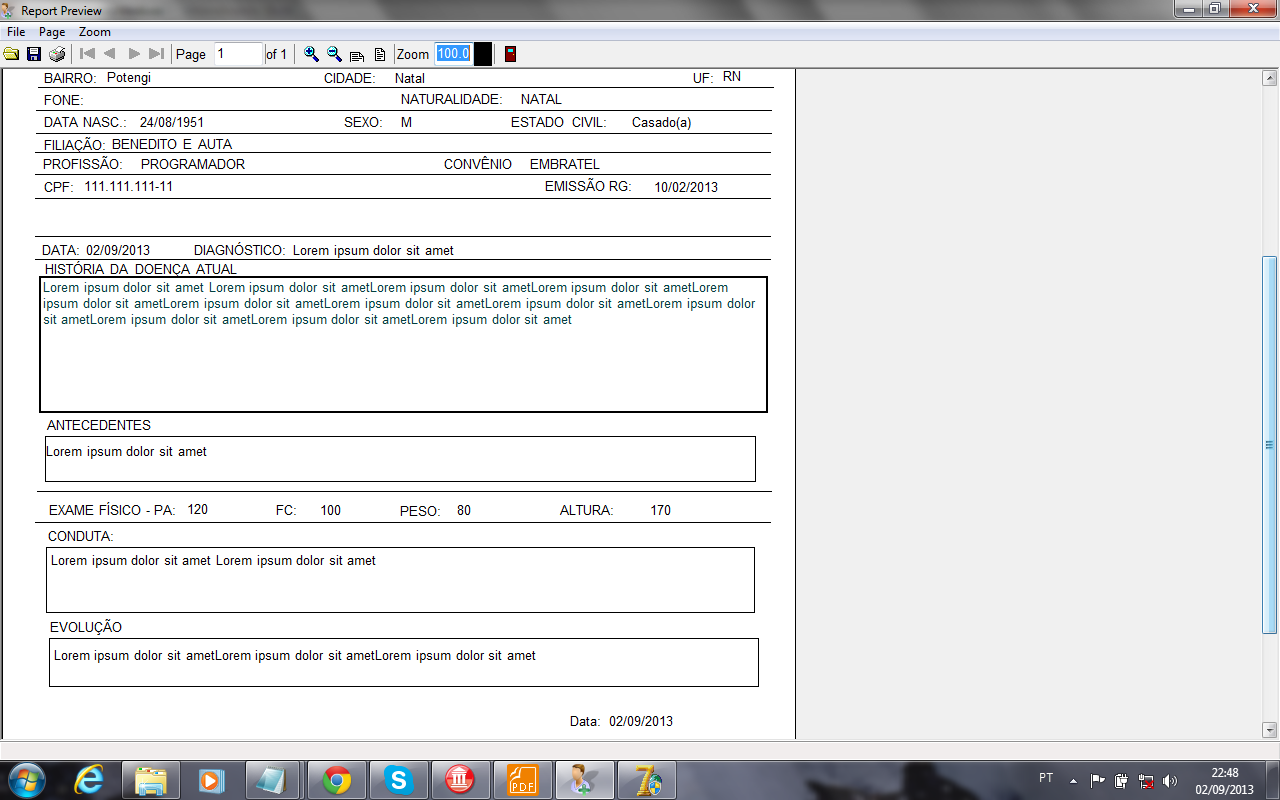 Report Preview
File Page Zoom
Page 1 of 1 Zoom 100.0
BAIRRO: Potengi CIDADE: Natal UF: RN
FONE: NATURALIDADE: NATAL
DATA NASC.: 24/08/1951 SEXO: M ESTADO CIVIL: Casado(a)
FILIAÇÃO: BENEDITO E AUTA
PROFISSÃO: PROGRAMADOR CONVÊNIO EMBRATEL
CPF: 111.111.111-11 EMISSÃO RG: 10/02/2013
DATA: 02/09/2013 DIAGNÓSTICO: Lorem ipsum dolor sit amet
HISTÓRIA DA DOENÇA ATUAL
Lorem ipsum dolor sit amet Lorem ipsum dolor sit ametLorem ipsum dolor sit ametLorem ipsum dolor sit ametLorem
ipsum dolor sit ametLorem ipsum dolor sit ametLorem ipsum dolor sit ametLorem ipsum dolor sit ametLorem ipsum dolor
sit ametLorem ipsum dolor sit ametLorem ipsum dolor sit ametLorem ipsum dolor sit amet
ANTECEDENTES
Lorem ipsum dolor sit amet
EXAME FÍSICO - PA: 120 FC: 100 PESO: 80 ALTURA: 170
CONDUTA:
Lorem ipsum dolor sit amet Lorem ipsum dolor sit amet
EVOLUÇÃO
Lorem ipsum dolor sit ametLorem ipsum dolor sit ametLorem ipsum dolor sit amet
Data: 02/09/2013
PDF
PT
22:48
02/09/2013